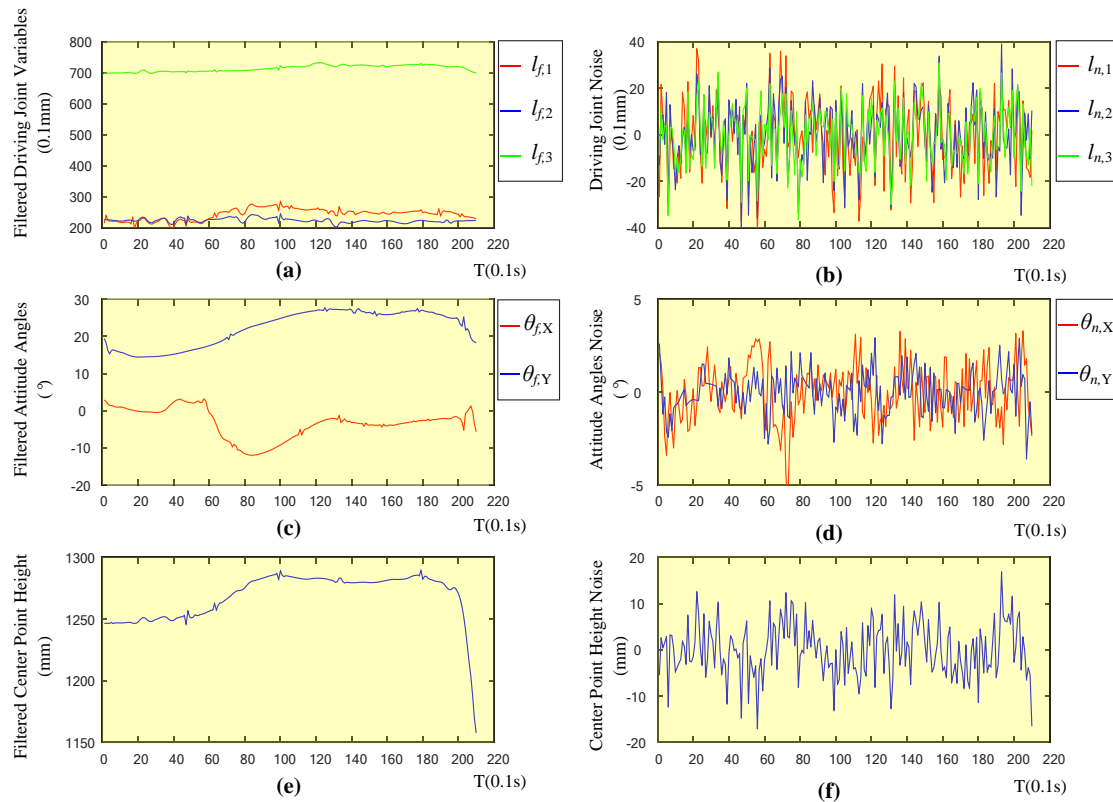 Filtered Driving Joint Variables
(0.1mm)
800
700
600
500
400
300
200
0 20 40 60 80 100 120 140 160 180 200 220
(a)
T(0.1s)
l_{f,1}
l_{f,2}
l_{f,3}
Driving Joint Noise
(0.1mm)
40
20
0
-20
-40
0 20 40 60 80 100 120 140 160 180 200 220
(b)
T(0.1s)
l_{n,1}
l_{n,2}
l_{n,3}
Filtered Attitude Angles
(°)
30
20
10
0
-10
-20
0 20 40 60 80 100 120 140 160 180 200 220
(c)
T(0.1s)
θ_{f,X}
θ_{f,Y}
Attitude Angles Noise
(°)
5
0
-5
0 20 40 60 80 100 120 140 160 180 200 220
(d)
T(0.1s)
θ_{n,X}
θ_{n,Y}
Filtered Center Point Height
(mm)
1300
1250
1200
1150
0 20 40 60 80 100 120 140 160 180 200 220
(e)
T(0.1s)
Center Point Height Noise
(mm)
20
10
0
-10
-20
0 20 40 60 80 100 120 140 160 180 200 220
(f)
T(0.1s)